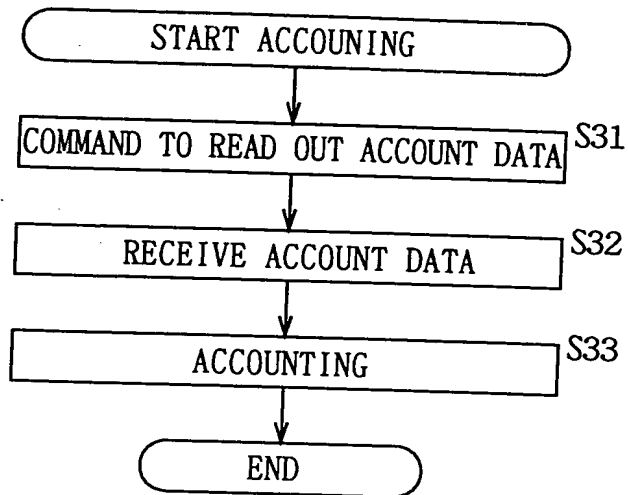 START ACCOUNING
COMMAND TO READ OUT ACCOUNT DATA S31
RECEIVE ACCOUNT DATA S32
ACCOUNTING S33
END